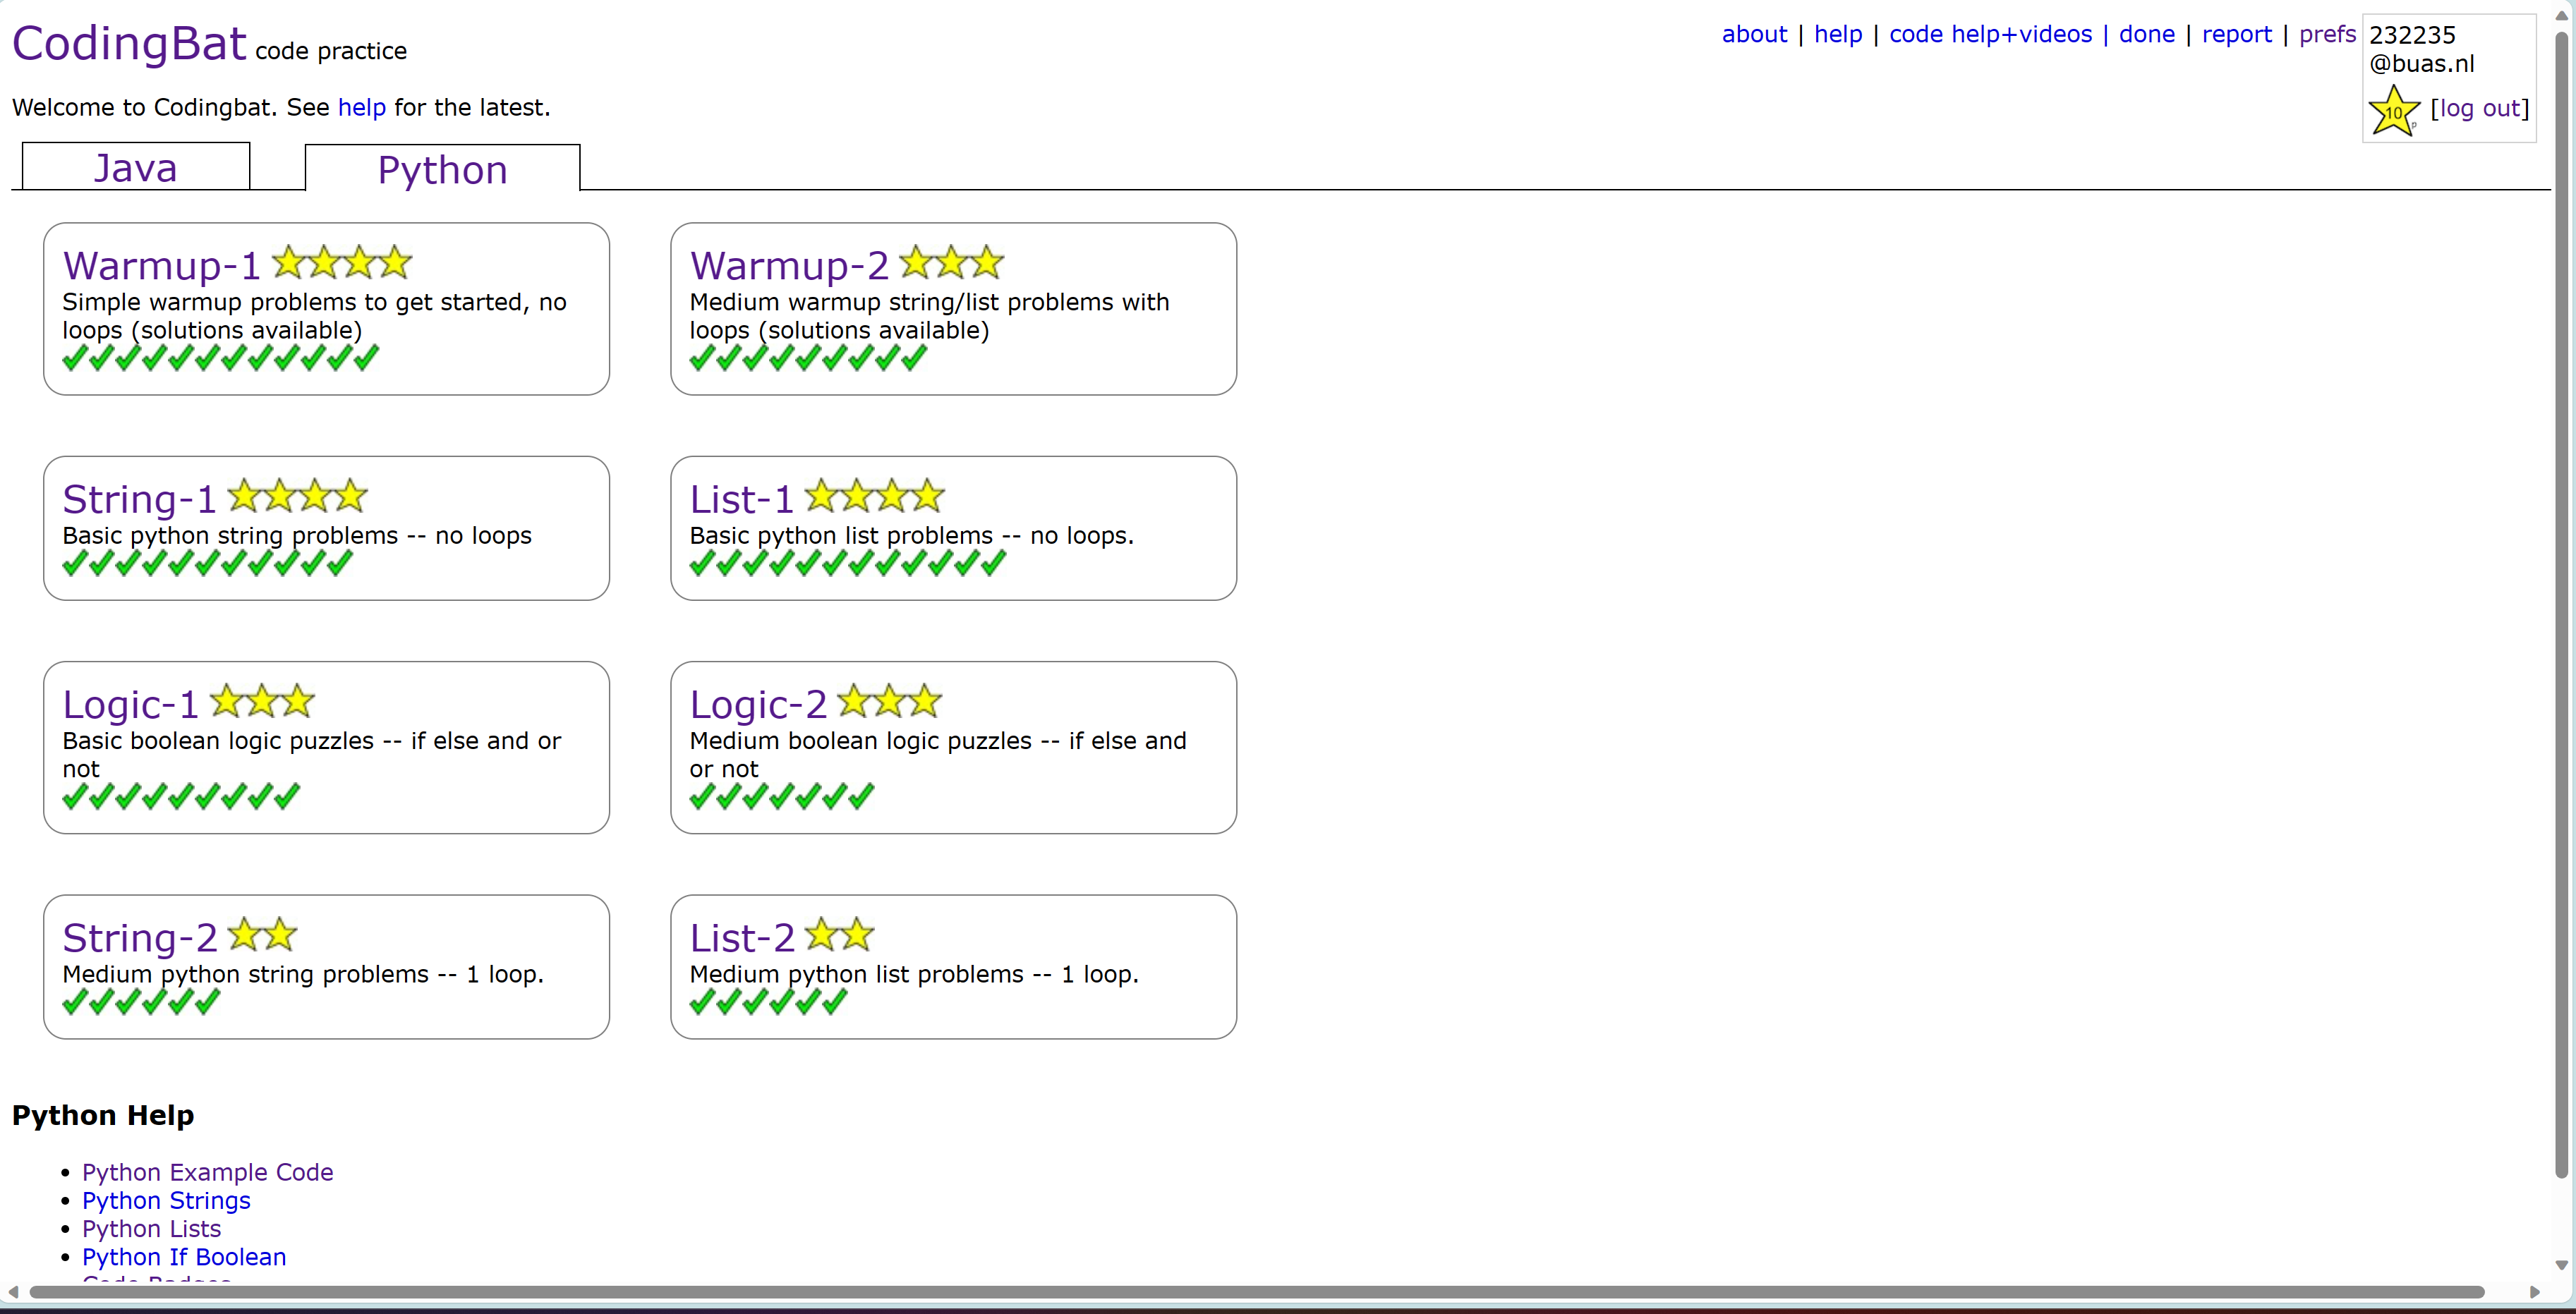 CodingBat code practice
about | help | code help+videos | done | report | prefs
232235
@buas.nl
10 p [log out]
Welcome to Codingbat. See help for the latest.
Java
Python
Warmup-1
Simple warmup problems to get started, no
loops (solutions available)
Warmup-2
Medium warmup string/list problems with
loops (solutions available)
String-1
Basic python string problems -- no loops
List-1
Basic python list problems -- no loops.
Logic-1
Basic boolean logic puzzles -- if else and or
not
Logic-2
Medium boolean logic puzzles -- if else and
or not
String-2
Medium python string problems -- 1 loop.
List-2
Medium python list problems -- 1 loop.
Python Help
• Python Example Code
• Python Strings
• Python Lists
• Python If Boolean
Code Badges